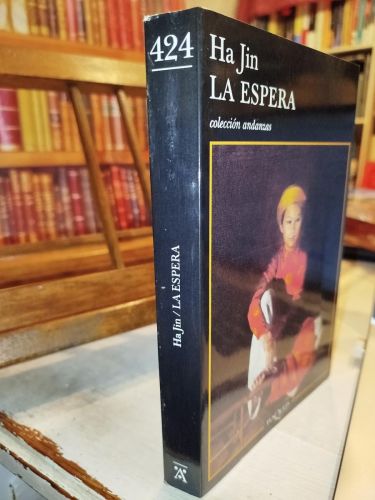 424
Ha Jin / LA ESPERA
Ha Jin
LA ESPERA
colección andanzas